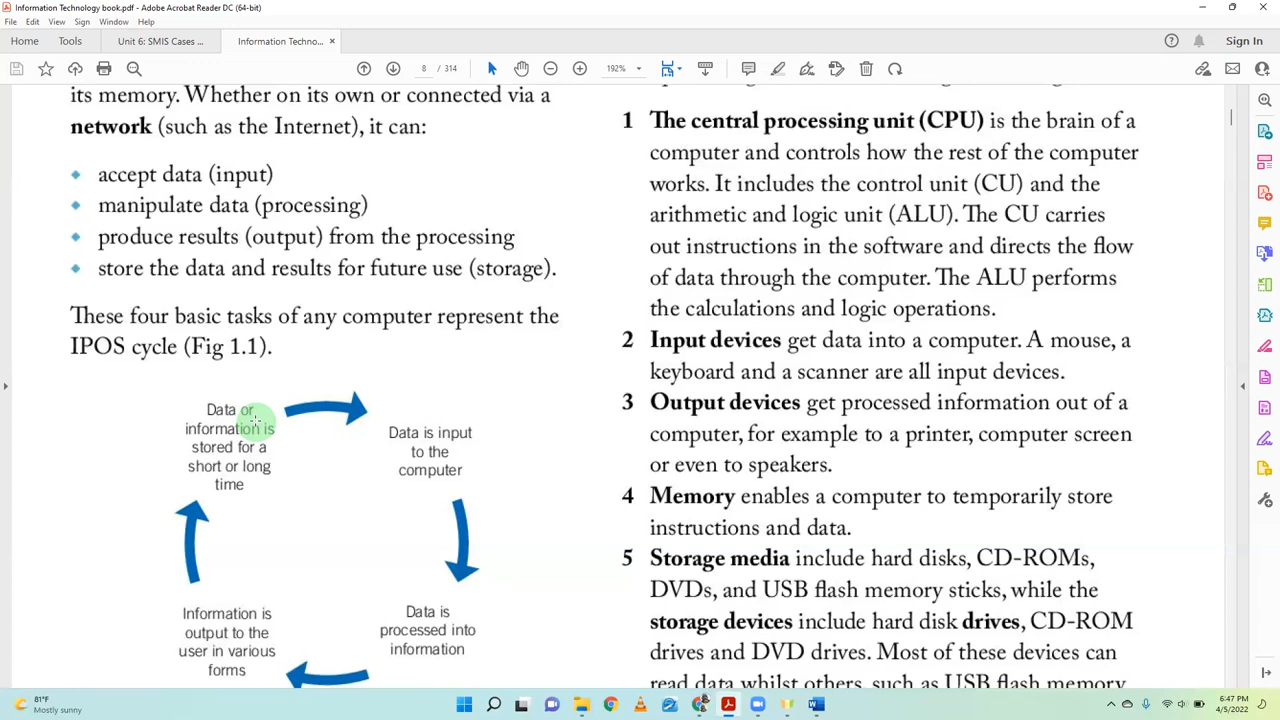 Information Technology book.pdf - Adobe Acrobat Reader DC (64-bit)
File Edit View Sign Window Help
Home Tools Unit 6: SMIS Cases ... Information Techno... × Sign In
8 / 314 192%
its memory. Whether on its own or connected via a
network (such as the Internet), it can:
accept data (input)
manipulate data (processing)
produce results (output) from the processing
store the data and results for future use (storage).
These four basic tasks of any computer represent the
IPOS cycle (Fig 1.1).
Data or
information is
stored for a
short or long
time
Data is input
to the
computer
Data is
processed into
information
Information is
output to the
user in various
forms
1 The central processing unit (CPU) is the brain of a
computer and controls how the rest of the computer
works. It includes the control unit (CU) and the
arithmetic and logic unit (ALU). The CU carries
out instructions in the software and directs the flow
of data through the computer. The ALU performs
the calculations and logic operations.
2 Input devices get data into a computer. A mouse, a
keyboard and a scanner are all input devices.
3 Output devices get processed information out of a
computer, for example to a printer, computer screen
or even to speakers.
4 Memory enables a computer to temporarily store
instructions and data.
5 Storage media include hard disks, CD-ROMs,
DVDs, and USB flash memory sticks, while the
storage devices include hard disk drives, CD-ROM
drives and DVD drives. Most of these devices can
read data whilst others, such as USB flash memory
81°F
Mostly sunny
6:47 PM
4/5/2022